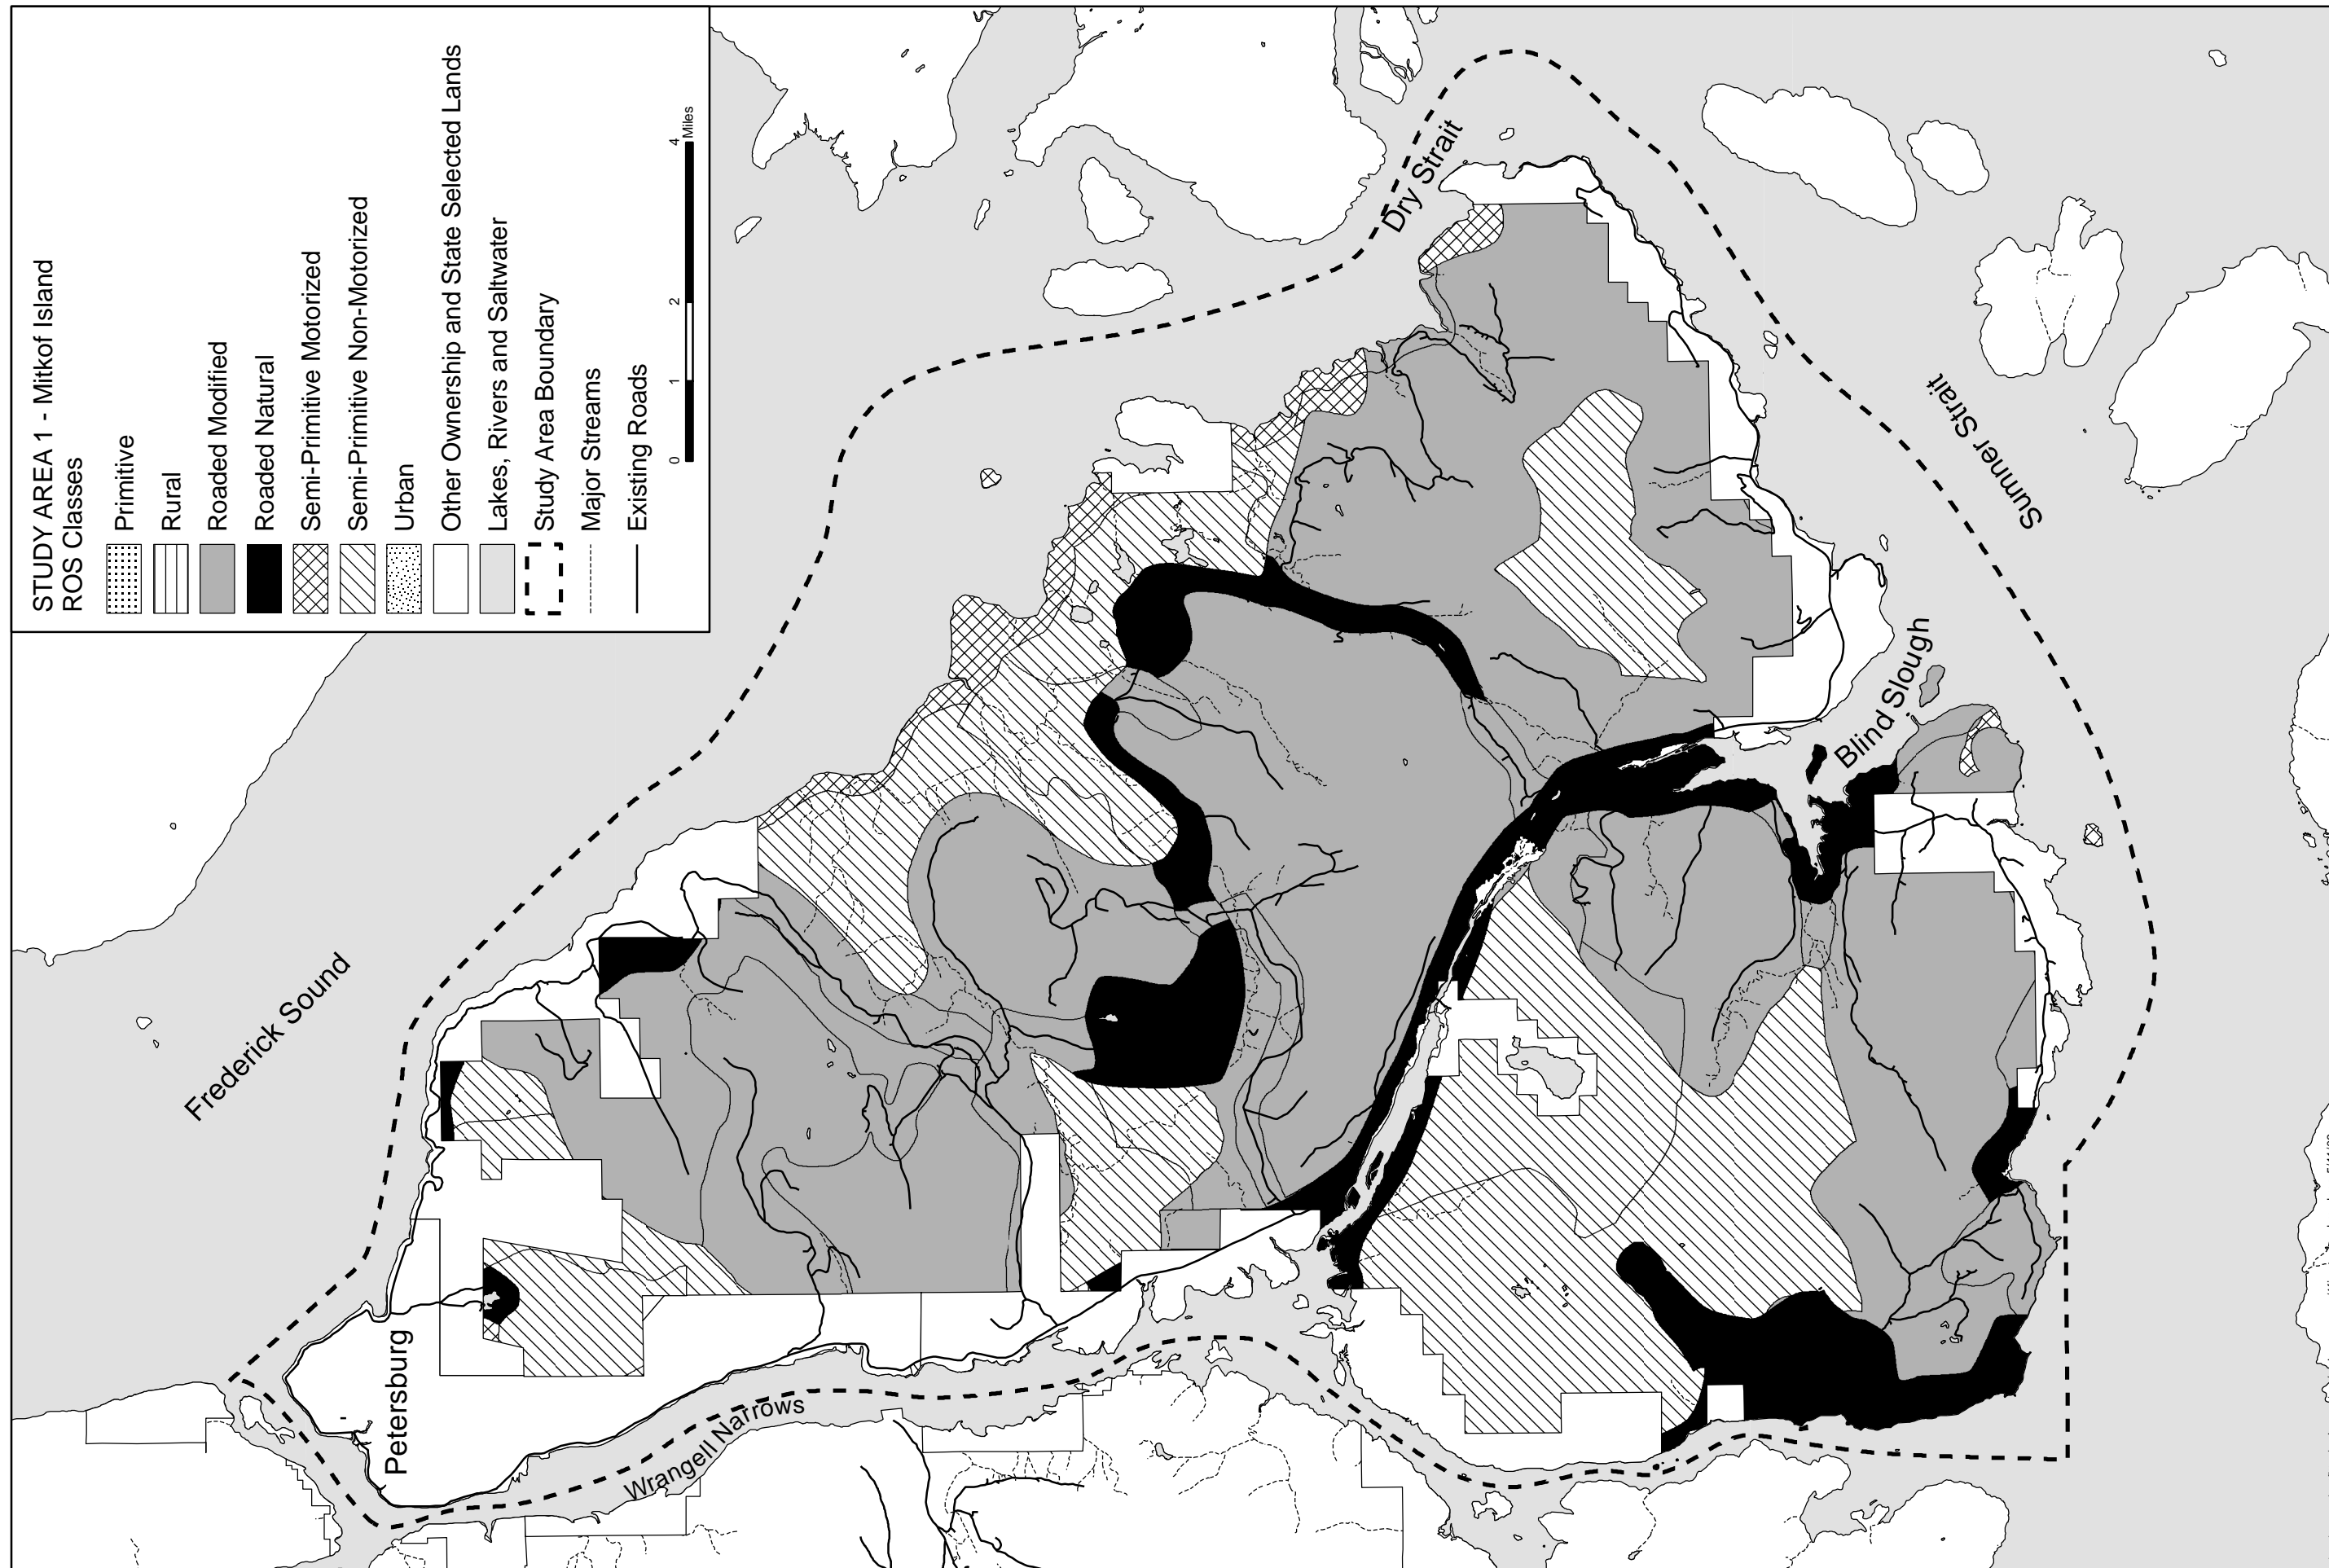 STUDY AREA 1 - Mitkof Island
ROS Classes
Primitive
Rural
Roaded Modified
Roaded Natural
Semi-Primitive Motorized
Semi-Primitive Non-Motorized
Urban
Other Ownership and State Selected Lands
Lakes, Rivers and Saltwater
Study Area Boundary
Major Streams
Existing Roads
0 1 2 4 Miles
Frederick Sound
Petersburg
Wrangell Narrows
Dry Strait
Sumner Strait
Blind Slough